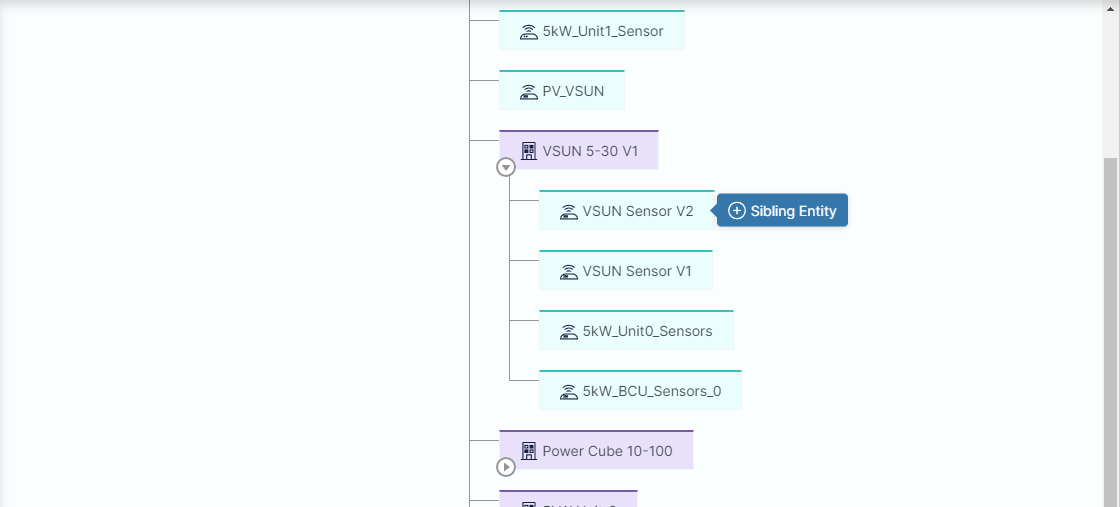 5kW_Unit1_Sensor
PV_VSUN
VSUN 5-30 V1
VSUN Sensor V2
Sibling Entity
VSUN Sensor V1
5kW_Unit0_Sensors
5kW_BCU_Sensors_0
Power Cube 10-100